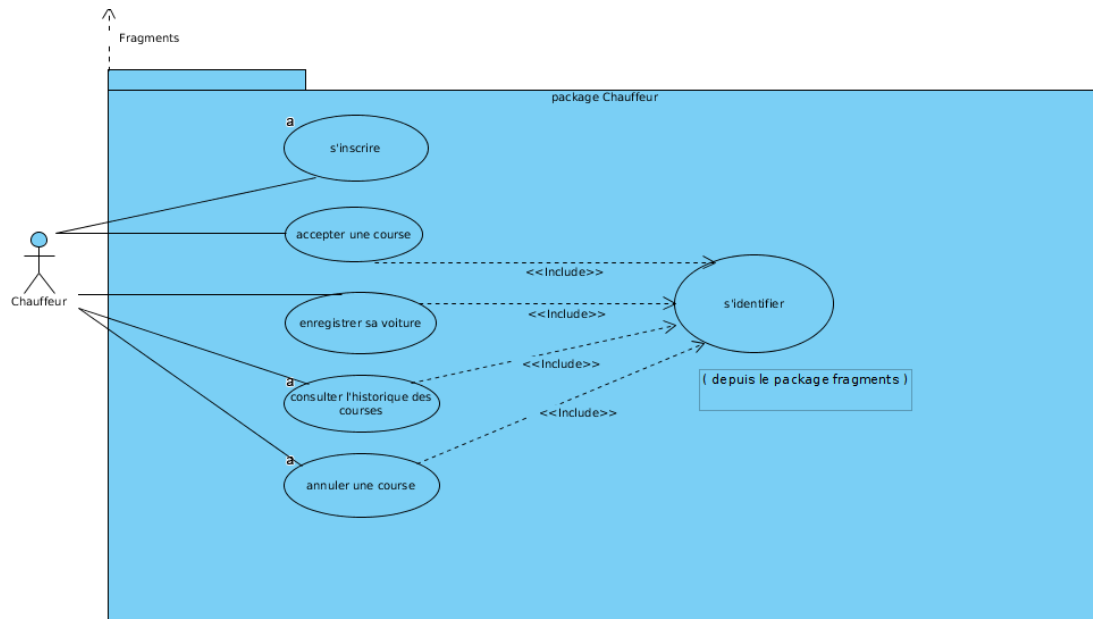 Fragments
package Chauffeur
a
s'inscrire
accepter une course
<<Include>>
s'identifier
Chauffeur
enregistrer sa voiture
<<Include>>
<<Include>>
( depuis le package fragments )
a
consulter l'historique des
courses
<<Include>>
a
annuler une course